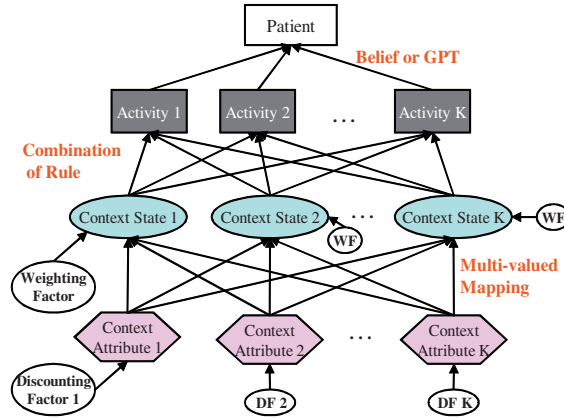 Patient
Belief or GPT
Activity 1
Activity 2
...
Activity K
Combination
of Rule
Context State 1
Context State 2
...
Context State K
WF
WF
Weighting
Factor
Multi-valued
Mapping
Context
Attribute 1
Context
Attribute 2
...
Context
Attribute K
Discounting
Factor 1
DF 2
DF K